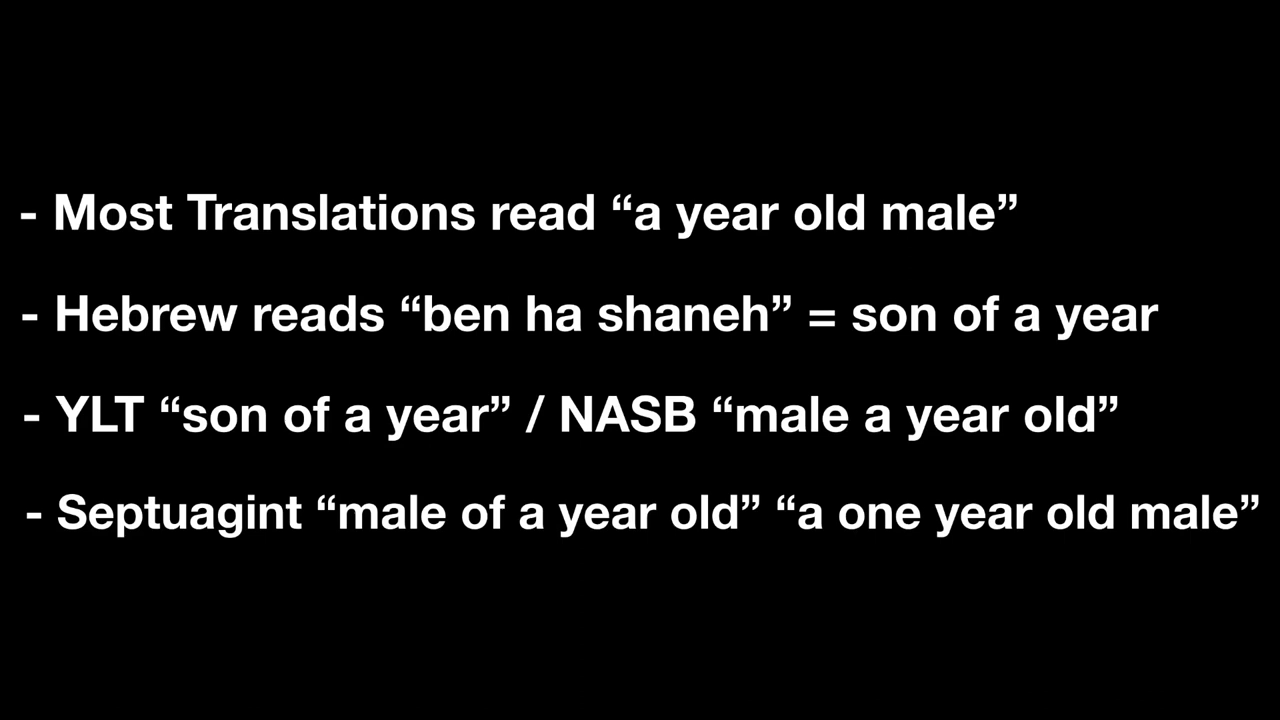 - Most Translations read “a year old male”
- Hebrew reads “ben ha shaneh” = son of a year
- YLT “son of a year” / NASB “male a year old”
- Septuagint “male of a year old” “a one year old male”